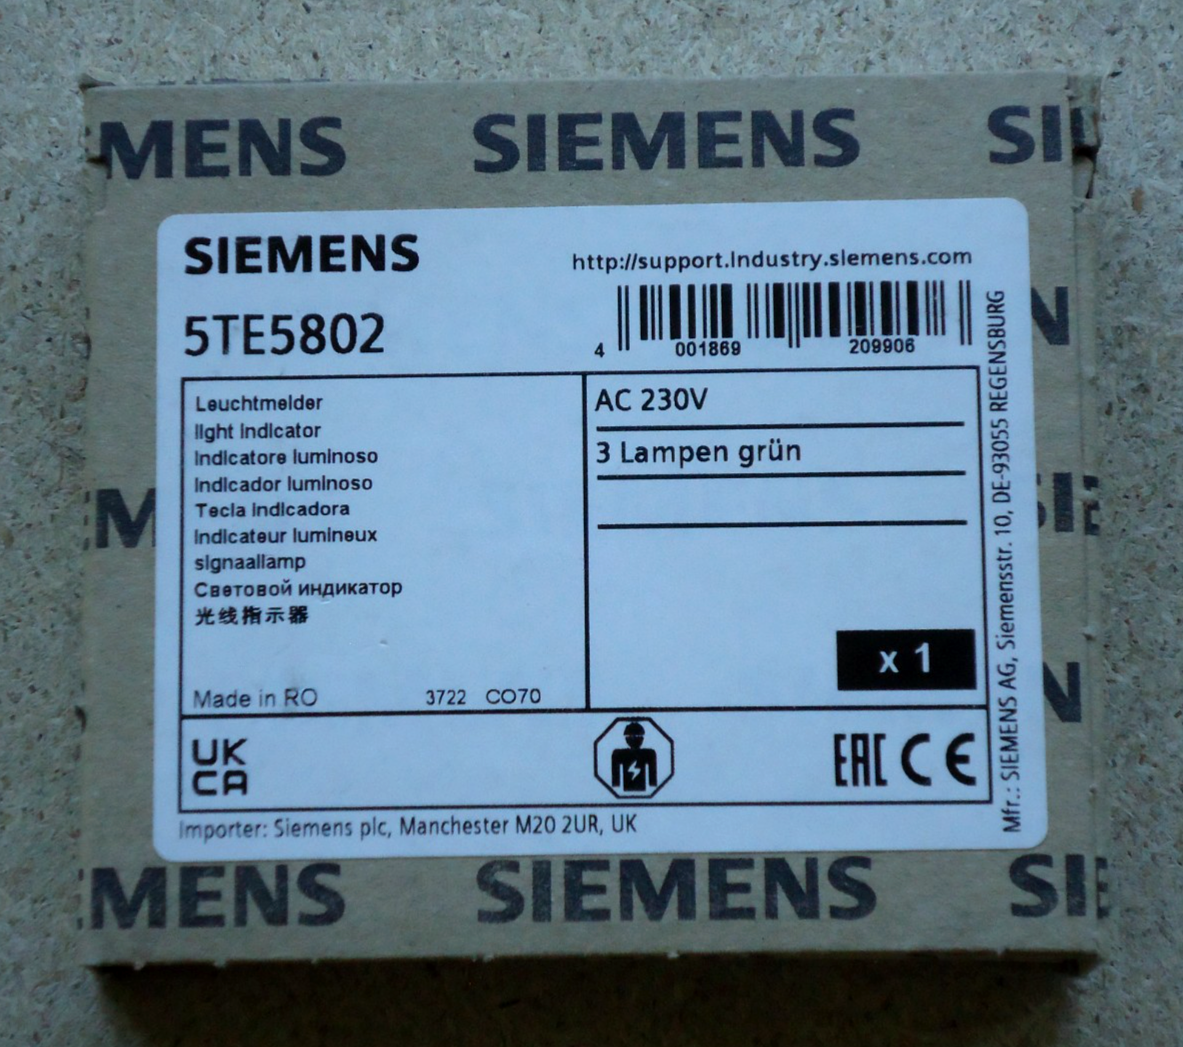 MENS SIEMENS SI
SIEMENS
http://support.industry.siemens.com
5TE5802
4 001869 209906
Leuchtmelder
light indicator
Indicatore luminoso
Indicador luminoso
Tecla indicadora
Indicateur lumineux
signaallamp
Световой индикатор
光线指示器
Made in RO 3722 CO70
AC 230V
3 Lampen grün
x 1
UK
CA
EAC CE
Importer: Siemens plc, Manchester M20 2UR, UK
Mfr.: SIEMENS AG, Siemensstr. 10, DE-93055 REGENSBURG
N
M
SIE
N
MENS SIEMENS SIE